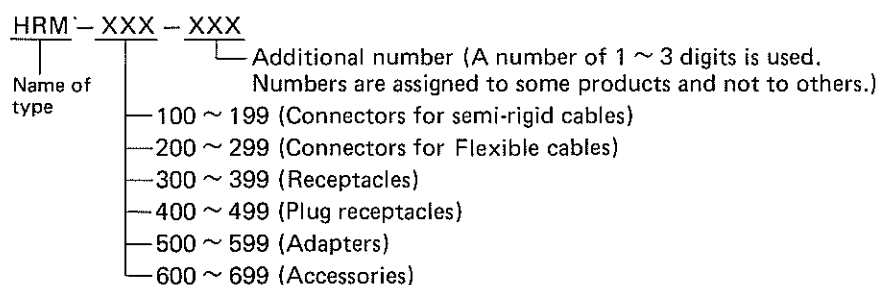 HRM – XXX – XXX
Additional number (A number of 1 ~ 3 digits is used.
Name of Numbers are assigned to some products and not to others.)
type
100 ~ 199 (Connectors for semi-rigid cables)
200 ~ 299 (Connectors for Flexible cables)
300 ~ 399 (Receptacles)
400 ~ 499 (Plug receptacles)
500 ~ 599 (Adapters)
600 ~ 699 (Accessories)